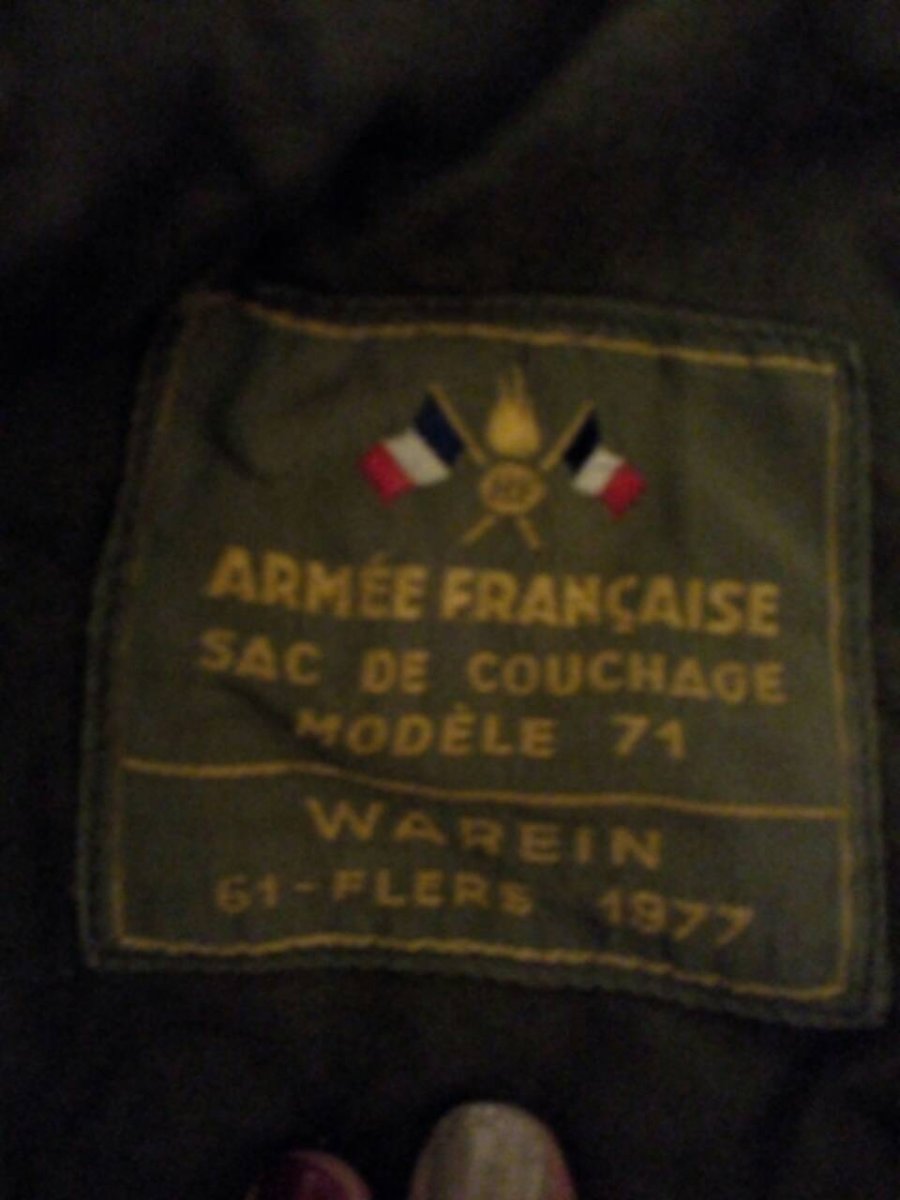 ARMÉE FRANÇAISE
SAC DE COUCHAGE
MODÈLE 71
WAREIN
61-FLERS 1977